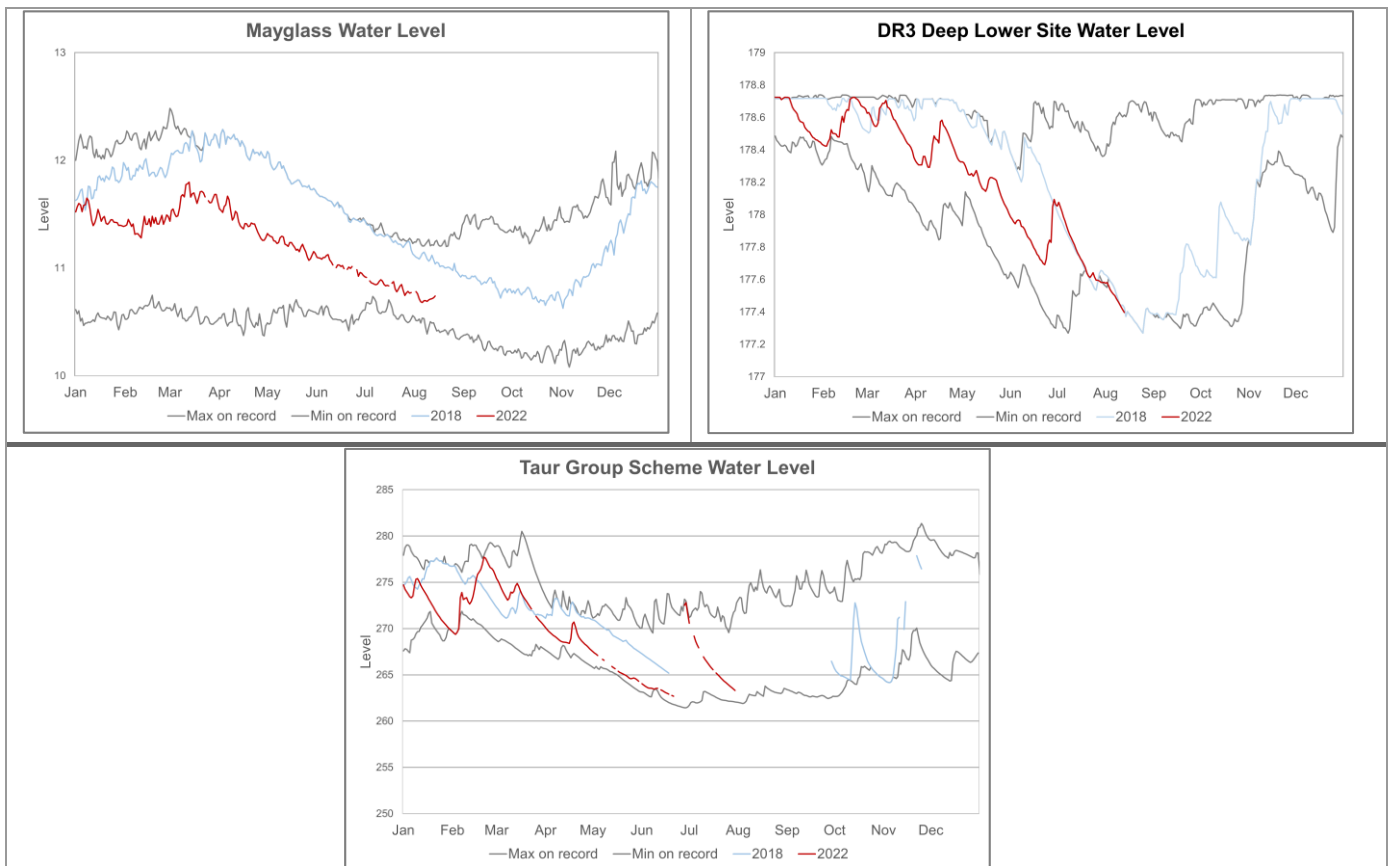 Mayglass Water Level
13
12
11
10
Level
Jan Feb Mar Apr May Jun Jul Aug Sep Oct Nov Dec
Max on record Min on record 2018 2022
DR3 Deep Lower Site Water Level
179
178.8
178.6
178.4
178.2
178
177.8
177.6
177.4
177.2
177
Level
Jan Feb Mar Apr May Jun Jul Aug Sep Oct Nov Dec
Max on record Min on record 2018 2022
Taur Group Scheme Water Level
285
280
275
270
265
260
255
250
Level
Jan Feb Mar Apr May Jun Jul Aug Sep Oct Nov Dec
Max on record Min on record 2018 2022